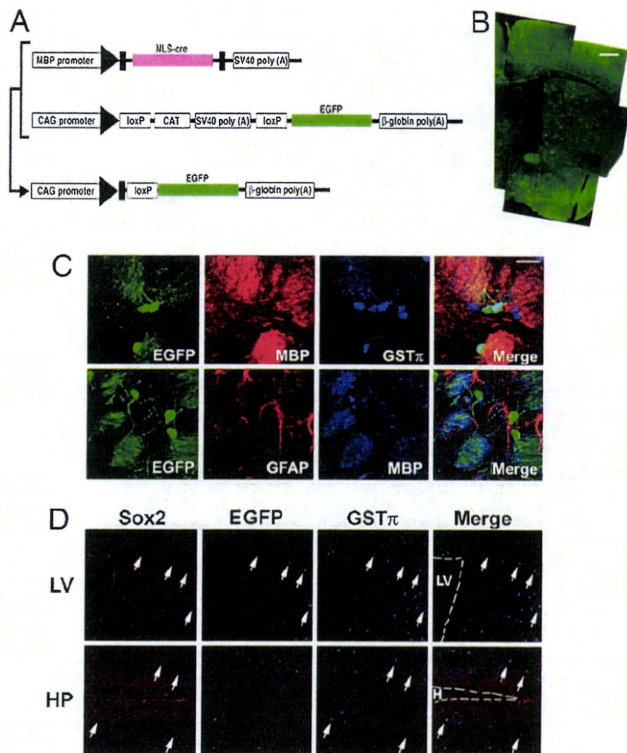 A
B
NLS-cre
MBP promoter
SV40 poly (A)
EGFP
CAG promoter
loxP
CAT
SV40 poly (A)
loxP
β-globin poly(A)
EGFP
CAG promoter
loxP
β-globin poly(A)
C
EGFP
MBP
GSTπ
Merge
EGFP
GFAP
MBP
Merge
D
Sox2
EGFP
GSTπ
Merge
LV
LV
HP
H